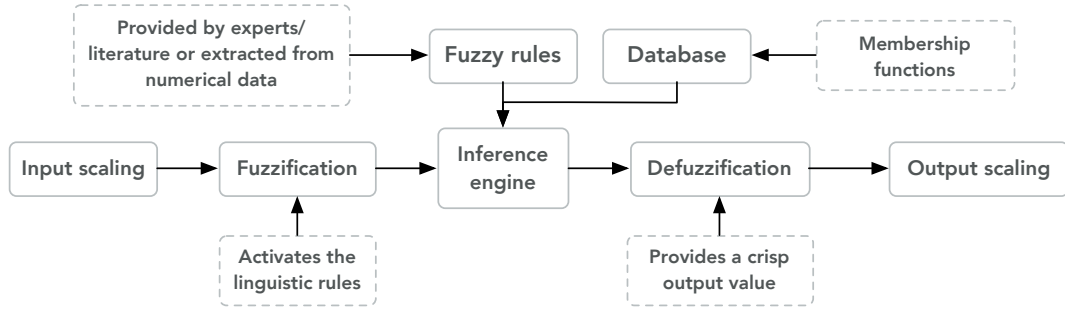 Provided by experts/
literature or extracted from
numerical data
Fuzzy rules
Database
Membership
functions
Input scaling
Fuzzification
Inference
engine
Defuzzification
Output scaling
Activates the
linguistic rules
Provides a crisp
output value